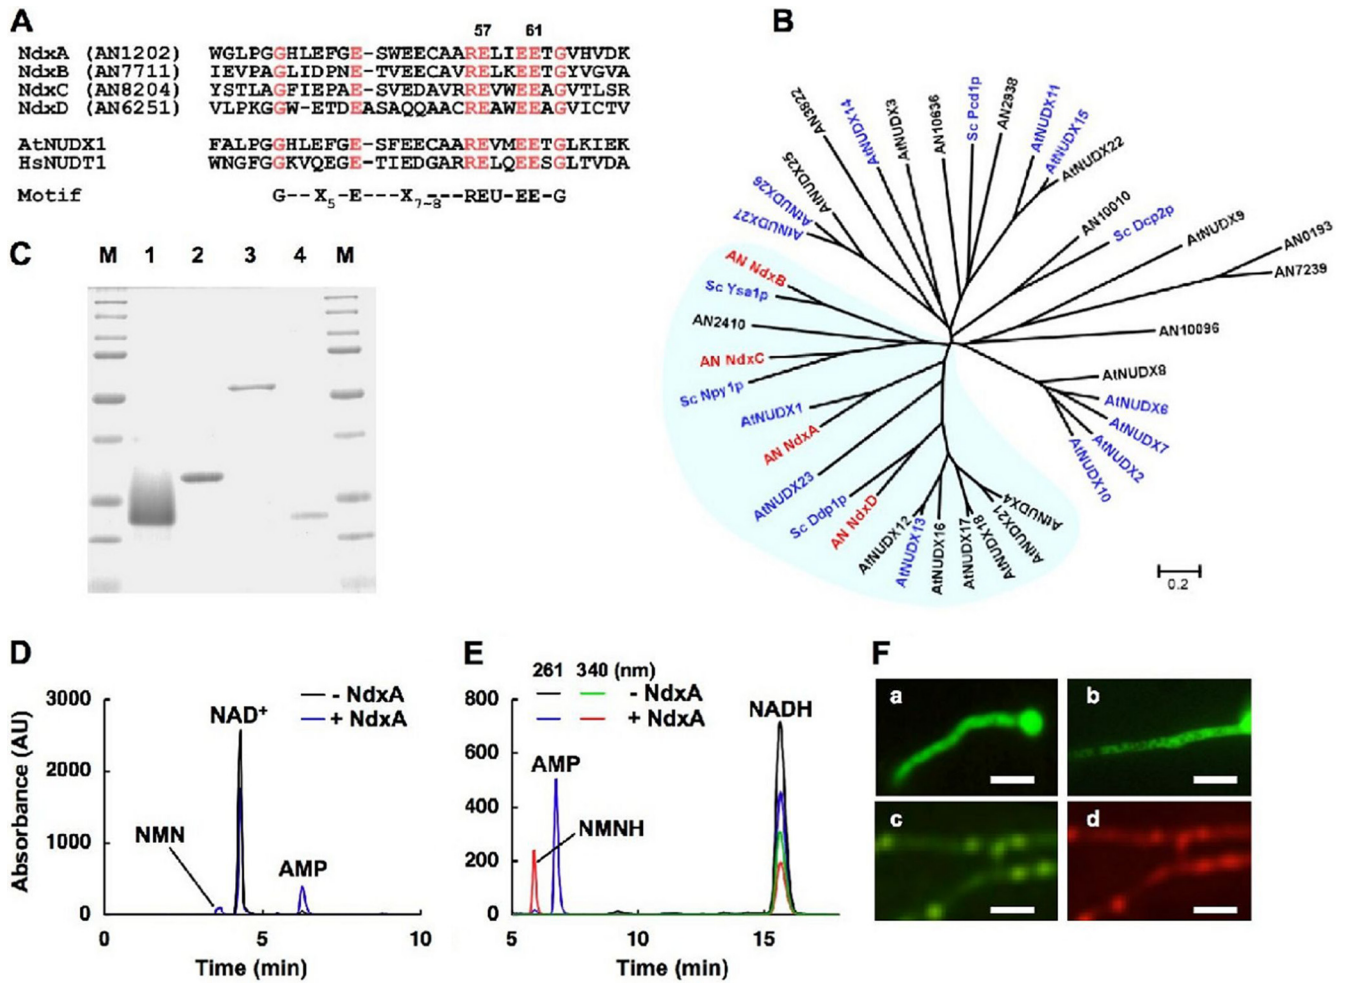 A
57 61
NdxA (AN1202) WGLPGGHLEFGE-SWEECAARELIEETGVHVDK
NdxB (AN7711) IEVPAGLIDPNE-TVEECAVRELKEETGYVGVA
NdxC (AN8204) YSTLAGFIEPAE-SVEDAVRREVWEEAGVTLSR
NdxD (AN6251) VLPKGGW-ETDEASAQQAACREAWEEAGVICTV
AtNUDX1 FALPGGHLEFGE-SFEECAAREVMEETGLKIEK
HsNUDT1 WNGFGGKVQEGE-TIEDGARRELQEESGLTVDA
Motif G--X5-E---X7-8---REU-EE-G
B
AN3822
AtNUDX14
AtNUDX3
AN10636
Sc Pcd1p
AN2938
AtNUDX11
AtNUDX15
AtNUDX22
AN10010
Sc Dcp2p
AtNUDX9
AN0193
AN7239
AN10096
AtNUDX8
AtNUDX6
AtNUDX7
AtNUDX2
AtNUDX10
AtNUDX25
AtNUDX26
AtNUDX27
AN NdxB
Sc Ysa1p
AN2410
AN NdxC
Sc Npy1p
AtNUDX1
AN NdxA
AtNUDX23
Sc Ddp1p
AN NdxD
AtNUDX12
AtNUDX13
AtNUDX16
AtNUDX17
AtNUDX18
AtNUDX21
AtNUDX4
0.2
C
M 1 2 3 4 M
D
Absorbance (AU)
3000
2000
1000
0
0 5 10
Time (min)
NAD+
NMN
AMP
- NdxA
+ NdxA
E
261 340 (nm)
- NdxA
+ NdxA
800
600
400
200
0
5 10 15
Time (min)
AMP
NMNH
NADH
F
a
b
c
d